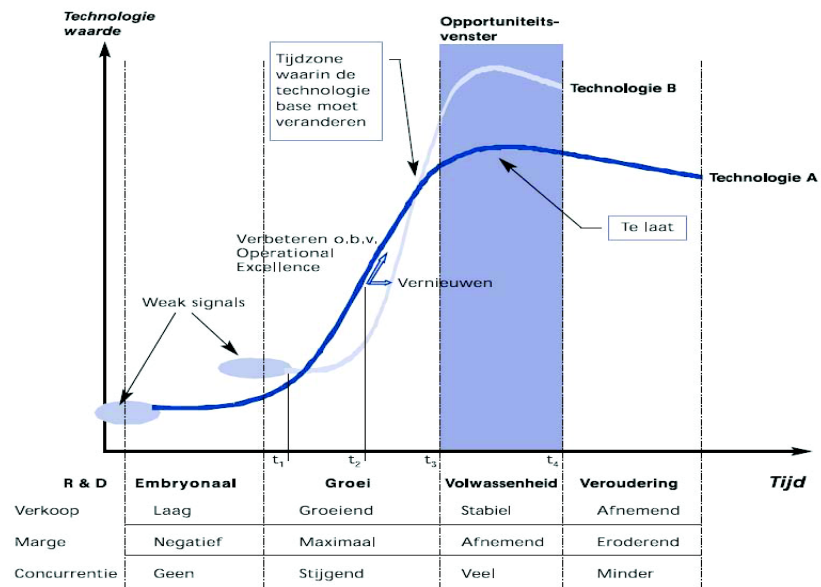 Technologie
waarde
Opportuniteits-
venster
Tijdzone
waarin de
technologie
base moet
veranderen
Technologie B
Technologie A
Te laat
Verbeteren o.b.v.
Operational
Excellence
Vernieuwen
Weak signals
t1 t2 t3 t4
R & D Embryonaal Groei Volwassenheid Veroudering Tijd
Verkoop Laag Groeiend Stabiel Afnemend
Marge Negatief Maximaal Afnemend Eroderend
Concurrentie Geen Stijgend Veel Minder